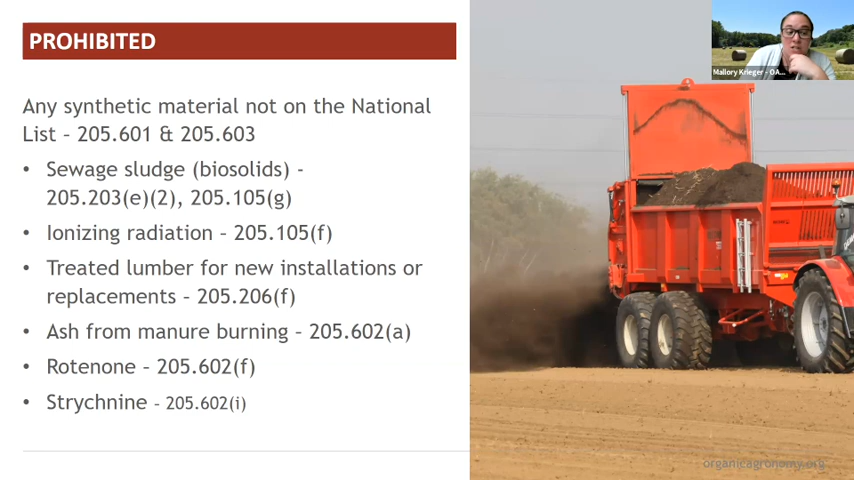 PROHIBITED
Mallory Krieger - OA...
Any synthetic material not on the National
List – 205.601 & 205.603
• Sewage sludge (biosolids) -
205.203(e)(2), 205.105(g)
• Ionizing radiation – 205.105(f)
• Treated lumber for new installations or
replacements – 205.206(f)
• Ash from manure burning – 205.602(a)
• Rotenone – 205.602(f)
• Strychnine – 205.602(i)
organicagronomy.org